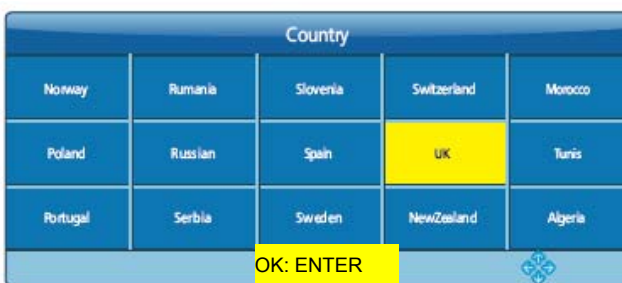 Country
Norway Rumania Slovenia Switzerland Morocco
Poland Russian Spain UK Tunis
Portugal Serbia Sweden NewZealand Algeria
OK: ENTER